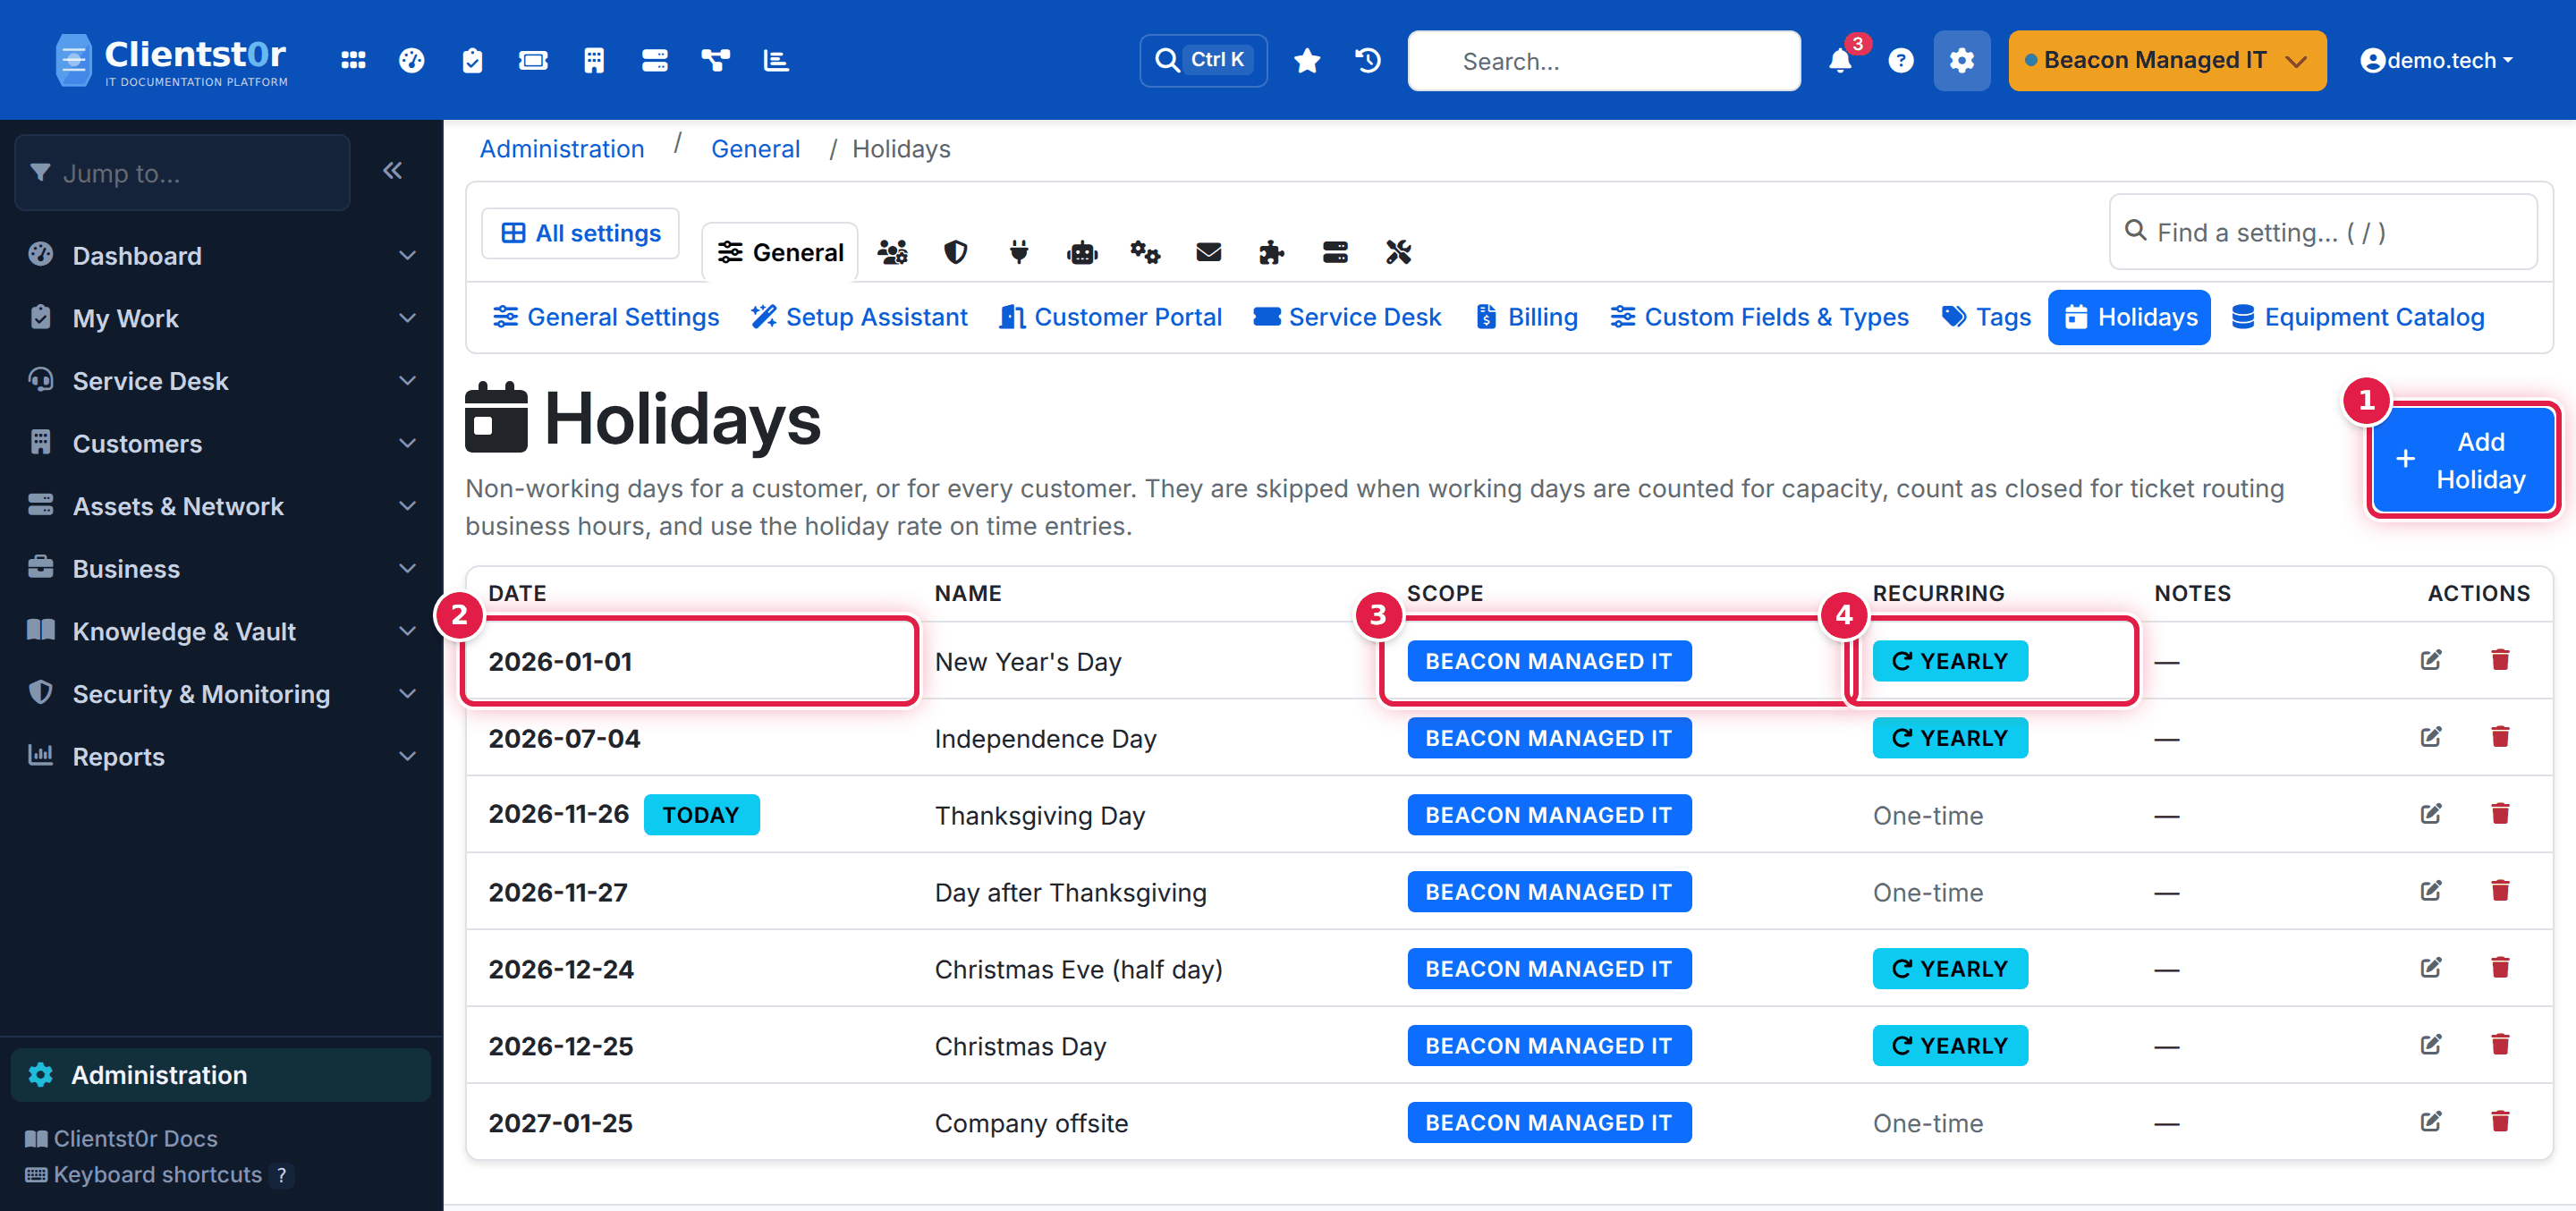 Clientst0r
IT DOCUMENTATION PLATFORM
Ctrl K
Search...
3
?
Beacon Managed IT
demo.tech
Jump to...
Dashboard
My Work
Service Desk
Customers
Assets & Network
Business
Knowledge & Vault
Security & Monitoring
Reports
Administration
Clientst0r Docs
Keyboard shortcuts ?
Administration / General / Holidays
All settings
General
Find a setting... ( / )
General Settings
Setup Assistant
Customer Portal
Service Desk
Billing
Custom Fields & Types
Tags
Holidays
Equipment Catalog
Holidays
Non-working days for a customer, or for every customer. They are skipped when working days are counted for capacity, count as closed for ticket routing
business hours, and use the holiday rate on time entries.
1
+ Add
Holiday
DATE NAME SCOPE RECURRING NOTES ACTIONS
2 3 4
2026-01-01 New Year's Day BEACON MANAGED IT YEARLY —
2026-07-04 Independence Day BEACON MANAGED IT YEARLY —
2026-11-26 TODAY Thanksgiving Day BEACON MANAGED IT One-time —
2026-11-27 Day after Thanksgiving BEACON MANAGED IT One-time —
2026-12-24 Christmas Eve (half day) BEACON MANAGED IT YEARLY —
2026-12-25 Christmas Day BEACON MANAGED IT YEARLY —
2027-01-25 Company offsite BEACON MANAGED IT One-time —